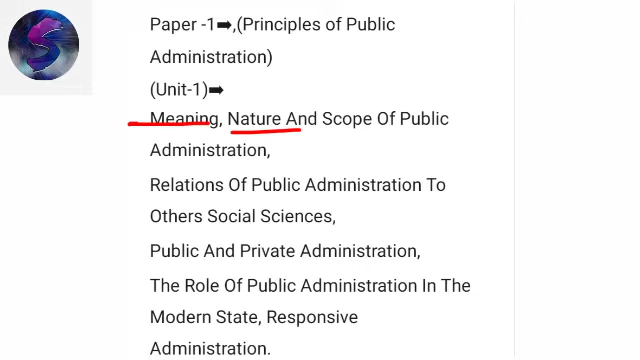 Paper -1➡,(Principles of Public
Administration)
(Unit-1)➡
Meaning, Nature And Scope Of Public
Administration,
Relations Of Public Administration To
Others Social Sciences,
Public And Private Administration,
The Role Of Public Administration In The
Modern State, Responsive
Administration.